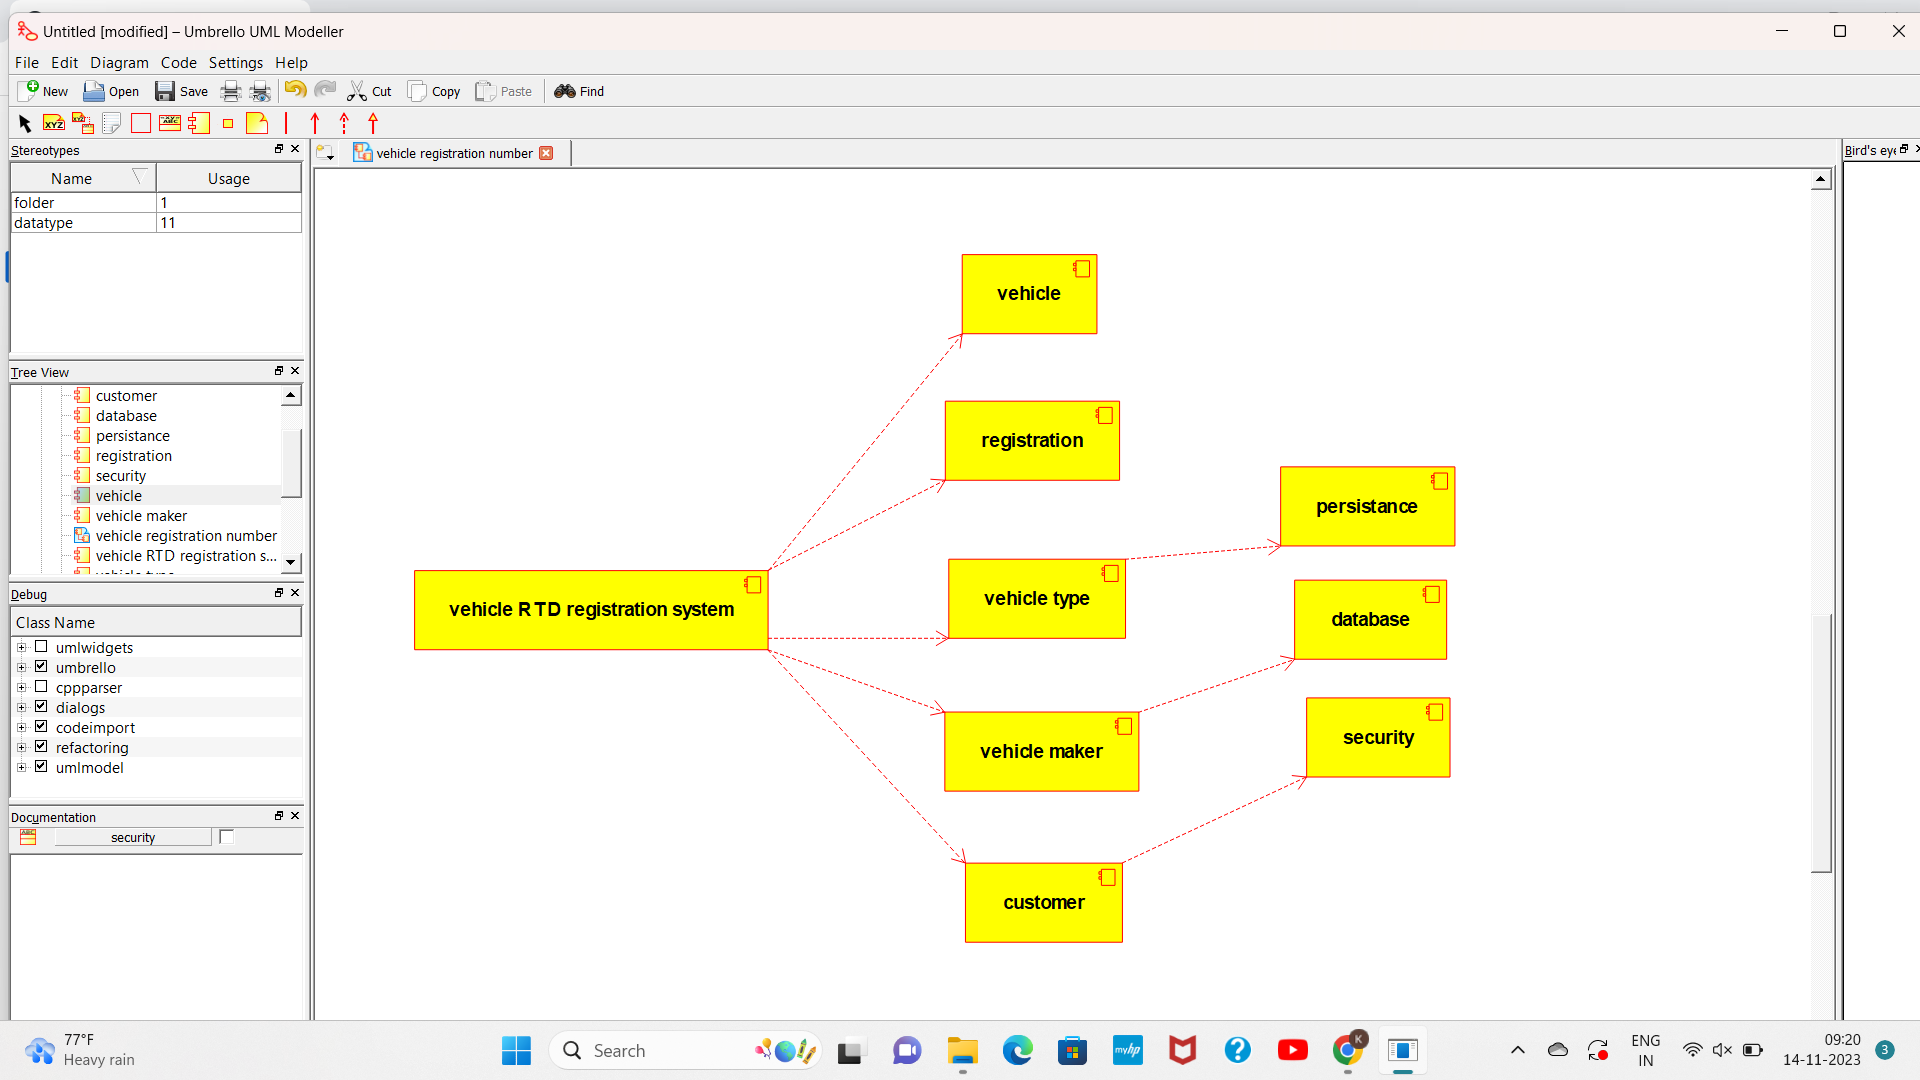 Untitled [modified] – Umbrello UML Modeller
File Edit Diagram Code Settings Help
New Open Save Cut Copy Paste Find
XYZ
Stereotypes
Name Usage
folder 1
datatype 11
Tree View
customer
database
persistance
registration
security
vehicle
vehicle maker
vehicle registration number
vehicle RTD registration s...
Debug
Class Name
umlwidgets
umbrello
cppparser
dialogs
codeimport
refactoring
umlmodel
Documentation
security
vehicle registration number
Bird's eye
vehicle
registration
persistance
vehicle type
database
vehicle RTD registration system
security
vehicle maker
customer
77°F
Heavy rain
Search
myhp
K
ENG
IN
09:20
14-11-2023
3